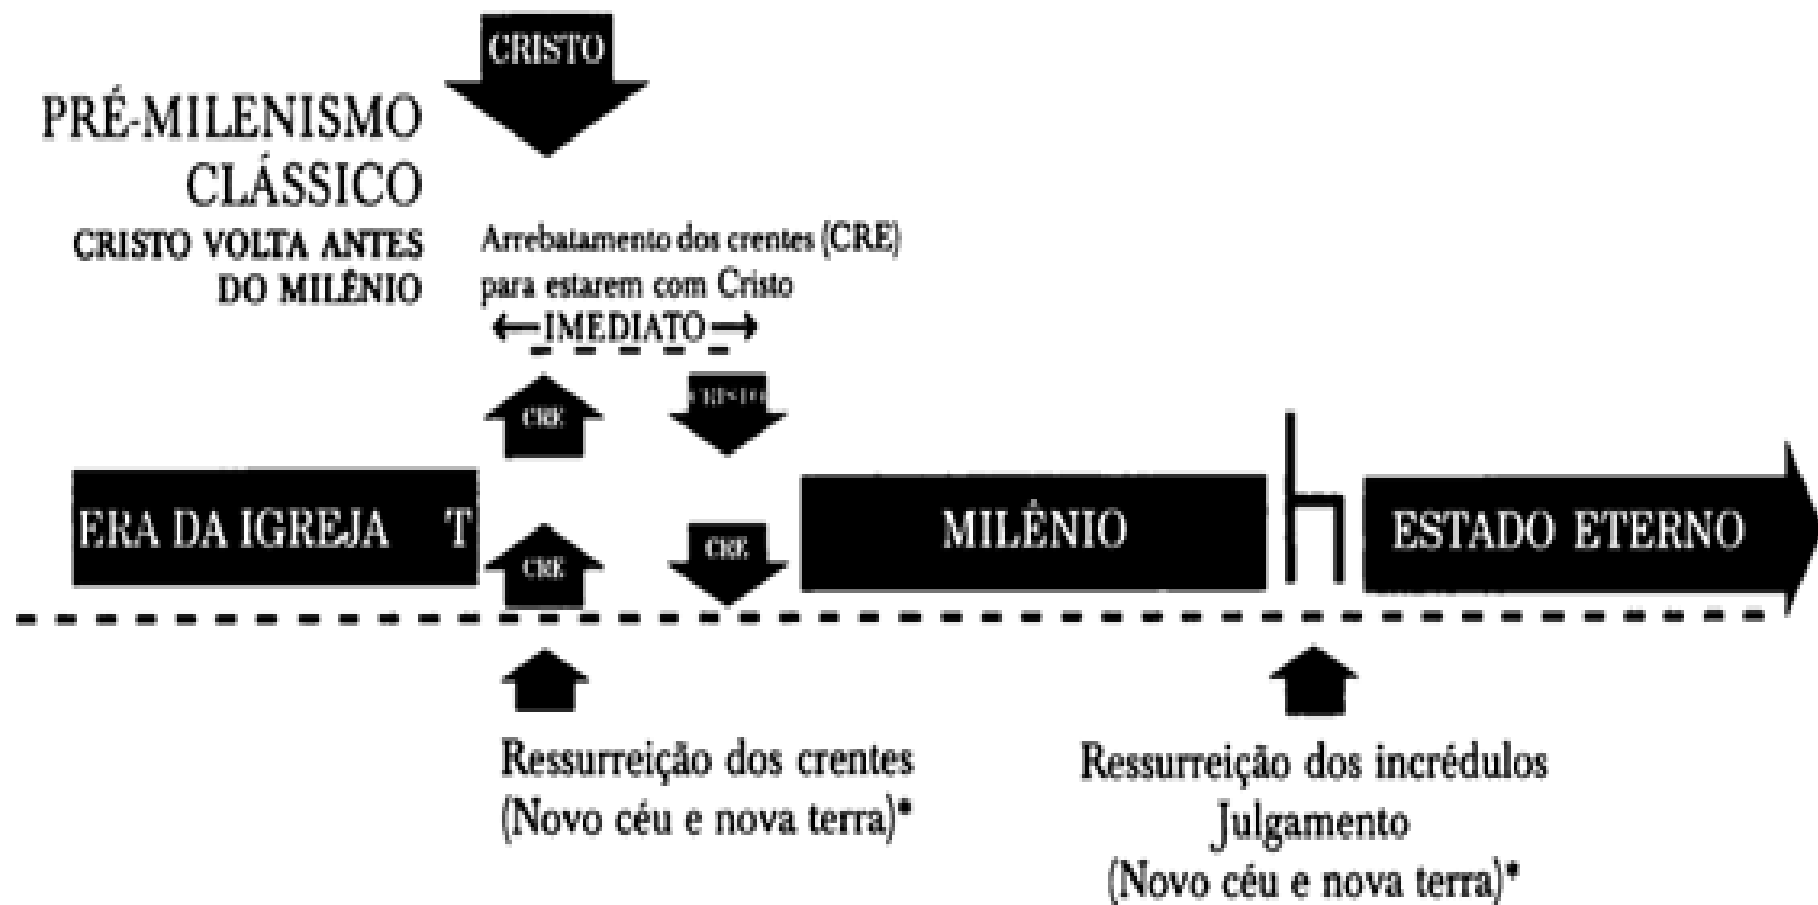 CRISTO
PRÉ-MILENISMO
CLÁSSICO
CRISTO VOLTA ANTES
DO MILÊNIO
Arrebatamento dos crentes (CRE)
para estarem com Cristo
IMEDIATO
CRE
CRISTO
ERA DA IGREJA T
CRE
CRE
MILÊNIO
ESTADO ETERNO
Ressurreição dos crentes
(Novo céu e nova terra)*
Ressurreição dos incrédulos
Julgamento
(Novo céu e nova terra)*